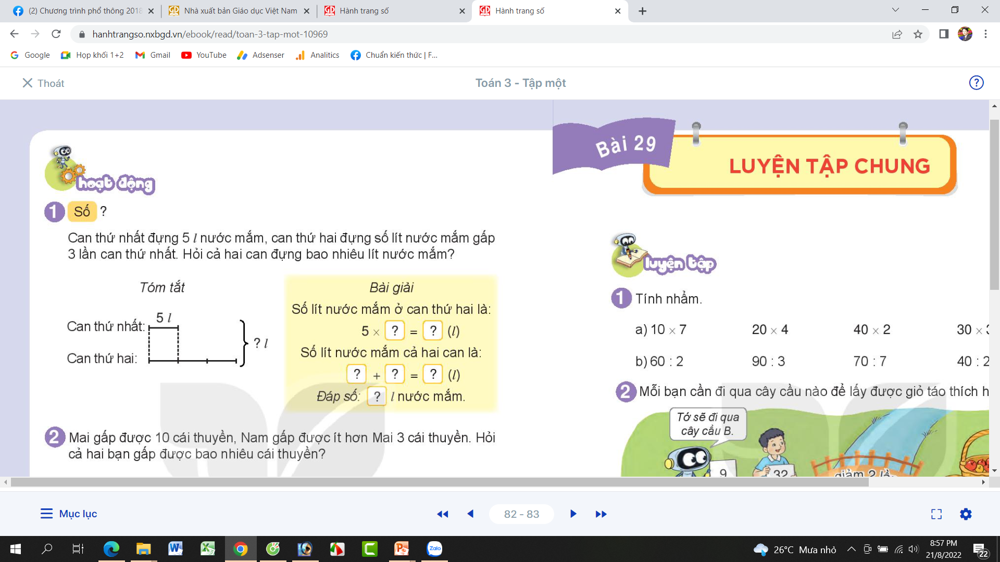 (2) Chương trình phổ thông 2018
Nhà xuất bản Giáo dục Việt Nam
Hành trang số
Hành trang số
hanhtrangso.nxbgd.vn/ebook/read/toan-3-tap-mot-10969
Google
Họp khối 1+2
Gmail
YouTube
Adsenser
Analitics
Chuẩn kiến thức | F...
Thoát
Toán 3 - Tập một
?
hoạt động
1 Số ?
Can thứ nhất đựng 5 l nước mắm, can thứ hai đựng số lít nước mắm gấp
3 lần can thứ nhất. Hỏi cả hai can đựng bao nhiêu lít nước mắm?
Tóm tắt
5 l
Can thứ nhất:
? l
Can thứ hai:
Bài giải
Số lít nước mắm ở can thứ hai là:
5 × ? = ? (l)
Số lít nước mắm cả hai can là:
? + ? = ? (l)
Đáp số: ? l nước mắm.
2 Mai gấp được 10 cái thuyền, Nam gấp được ít hơn Mai 3 cái thuyền. Hỏi
cả hai bạn gấp được bao nhiêu cái thuyền?
Bài 29
LUYỆN TẬP CHUNG
luyện tập
1 Tính nhẩm.
a) 10 × 7 20 × 4 40 × 2 30 × 3
b) 60 : 2 90 : 3 70 : 7 40 : 2
2 Mỗi bạn cần đi qua cây cầu nào để lấy được giỏ táo thích h
Tớ sẽ đi qua
cây cầu B.
9
32
giảm 2 lầ
Mục lục
82 - 83
Zalo
26°C Mưa nhỏ
8:57 PM
21/8/2022
22